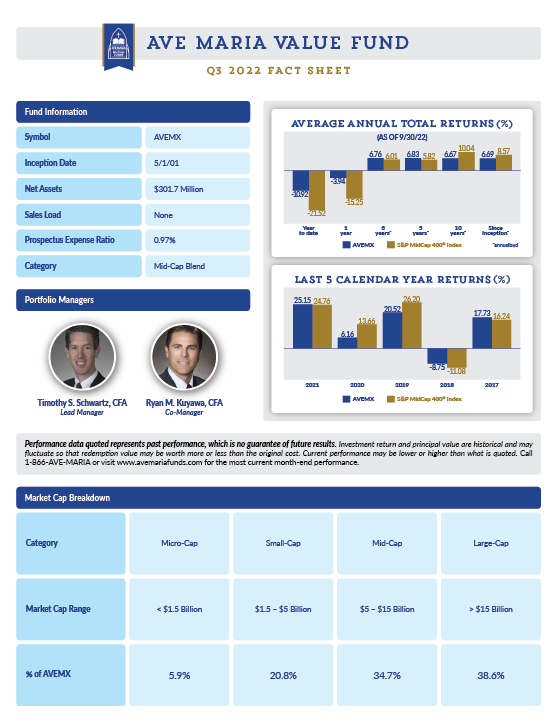 AVE MARIA VALUE FUND
Q3 2022 FACT SHEET
Fund Information
Symbol AVEMX
Inception Date 5/1/01
Net Assets $301.7 Million
Sales Load None
Prospectus Expense Ratio 0.97%
Category Mid-Cap Blend
Portfolio Managers
Timothy S. Schwartz, CFA
Lead Manager
Ryan M. Kuyawa, CFA
Co-Manager
AVERAGE ANNUAL TOTAL RETURNS (%)
(AS OF 9/30/22)
-10.92 -21.52 -3.94 -15.25 6.76 6.01 6.83 5.82 6.67 10.04 6.69 8.57
Year to date
1 year
5 years*
10 years*
Since Inception*
AVEMX S&P MidCap 400® Index *annualized
LAST 5 CALENDAR YEAR RETURNS (%)
25.15 24.76 6.16 13.66 20.52 26.20 -8.75 -11.08 17.73 16.24
2021 2020 2019 2018 2017
AVEMX S&P MidCap 400® Index
Performance data quoted represents past performance, which is no guarantee of future results. Investment return and principal value are historical and may
fluctuate so that redemption value may be worth more or less than the original cost. Current performance may be lower or higher than what is quoted. Call
1-866-AVE-MARIA or visit www.avemariafunds.com for the most current month-end performance.
Market Cap Breakdown
Category Micro-Cap Small-Cap Mid-Cap Large-Cap
Market Cap Range < $1.5 Billion $1.5 – $5 Billion $5 – $15 Billion > $15 Billion
% of AVEMX 5.9% 20.8% 34.7% 38.6%